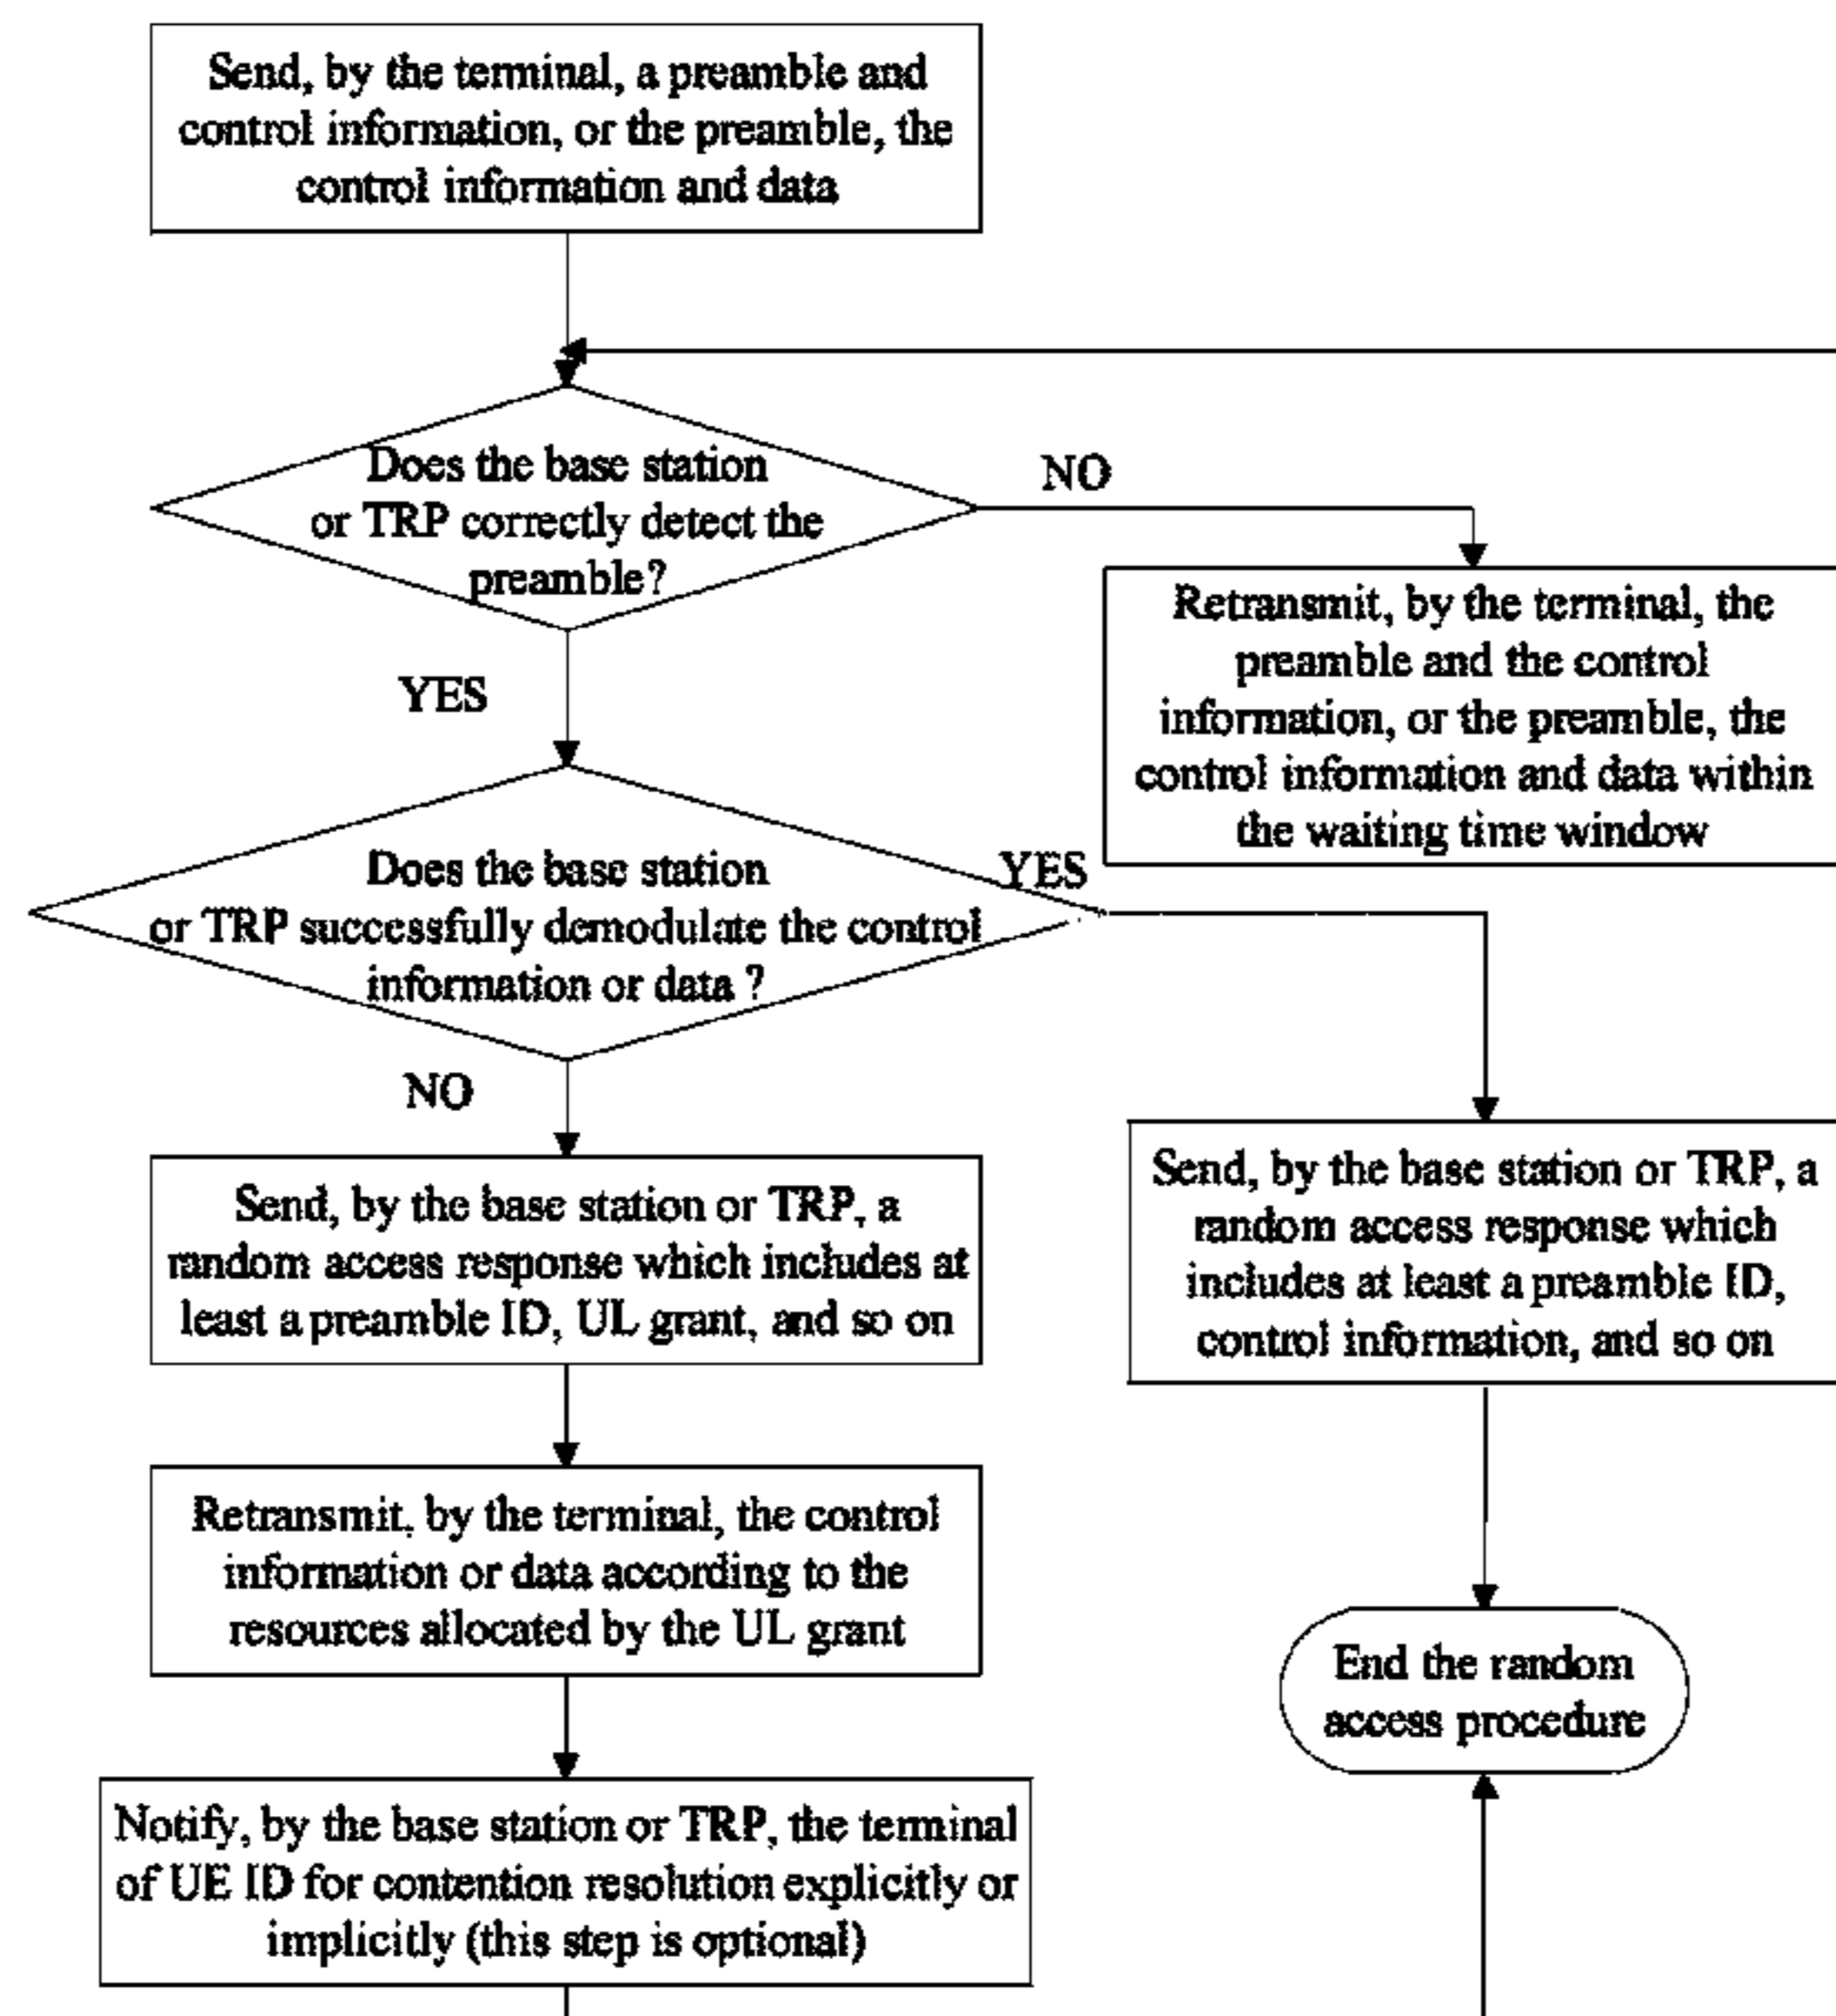 Send, by the terminal, a preamble and
control information, or the preamble, the
control information and data
Does the base station
or TRP correctly detect the
preamble?
NO
Retransmit, by the terminal, the
preamble and the control
information, or the preamble, the
control information and data within
the waiting time window
YES
Does the base station
or TRP successfully demodulate the control
information or data ?
YES
NO
Send, by the base station or TRP, a
random access response which includes at
least a preamble ID, UL grant, and so on
Send, by the base station or TRP, a
random access response which
includes at least a preamble ID,
control information, and so on
Retransmit, by the terminal, the control
information or data according to the
resources allocated by the UL grant
End the random
access procedure
Notify, by the base station or TRP, the terminal
of UE ID for contention resolution explicitly or
implicitly (this step is optional)